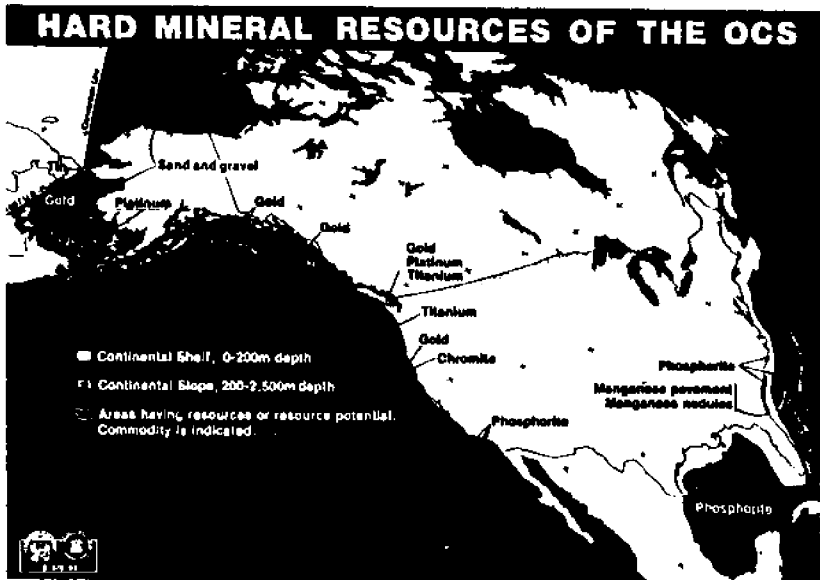 HARD MINERAL RESOURCES OF THE OCS
Sand and gravel
Gold
Platinum
Gold
Gold
Gold
Platinum
Titanium
Titanium
Gold
Chromite
Continental Shelf, 0-200m depth
Continental Slope, 200-2,500m depth
Areas having resources or resource potential.
Commodity is indicated.
Phosphorite
Phosphorite
Manganese pavement
Manganese nodules
Phosphorite